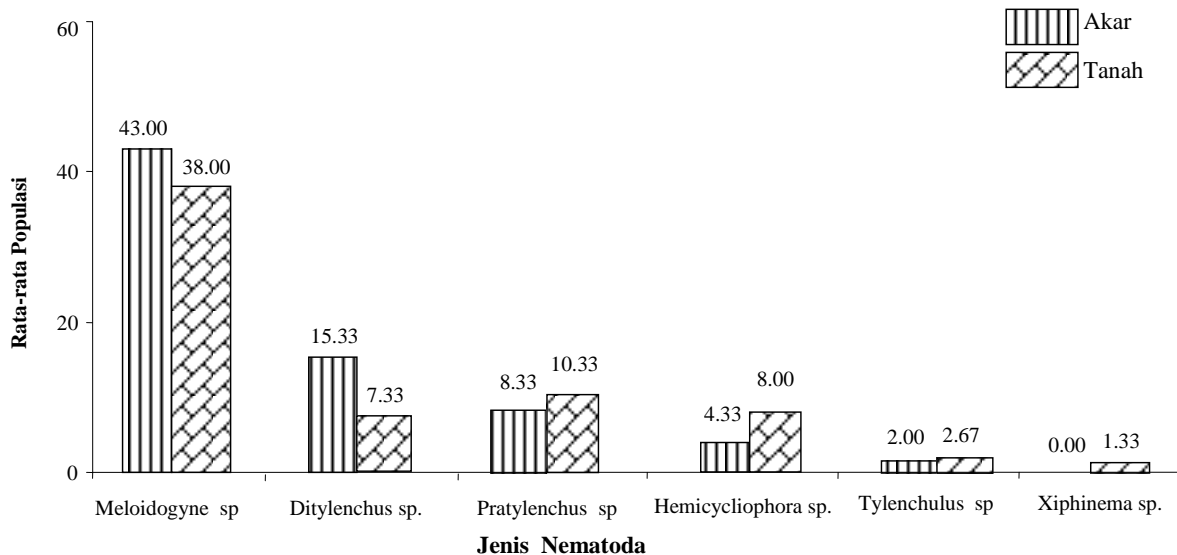 60
Akar
Tanah
43.00
38.00
40
Rata-rata Populasi
20
15.33
7.33
8.33
10.33
4.33
8.00
2.00
2.67
0.00
1.33
0
Meloidogyne sp
Ditylenchus sp.
Pratylenchus sp
Hemicycliophora sp.
Tylenchulus sp
Xiphinema sp.
Jenis Nematoda